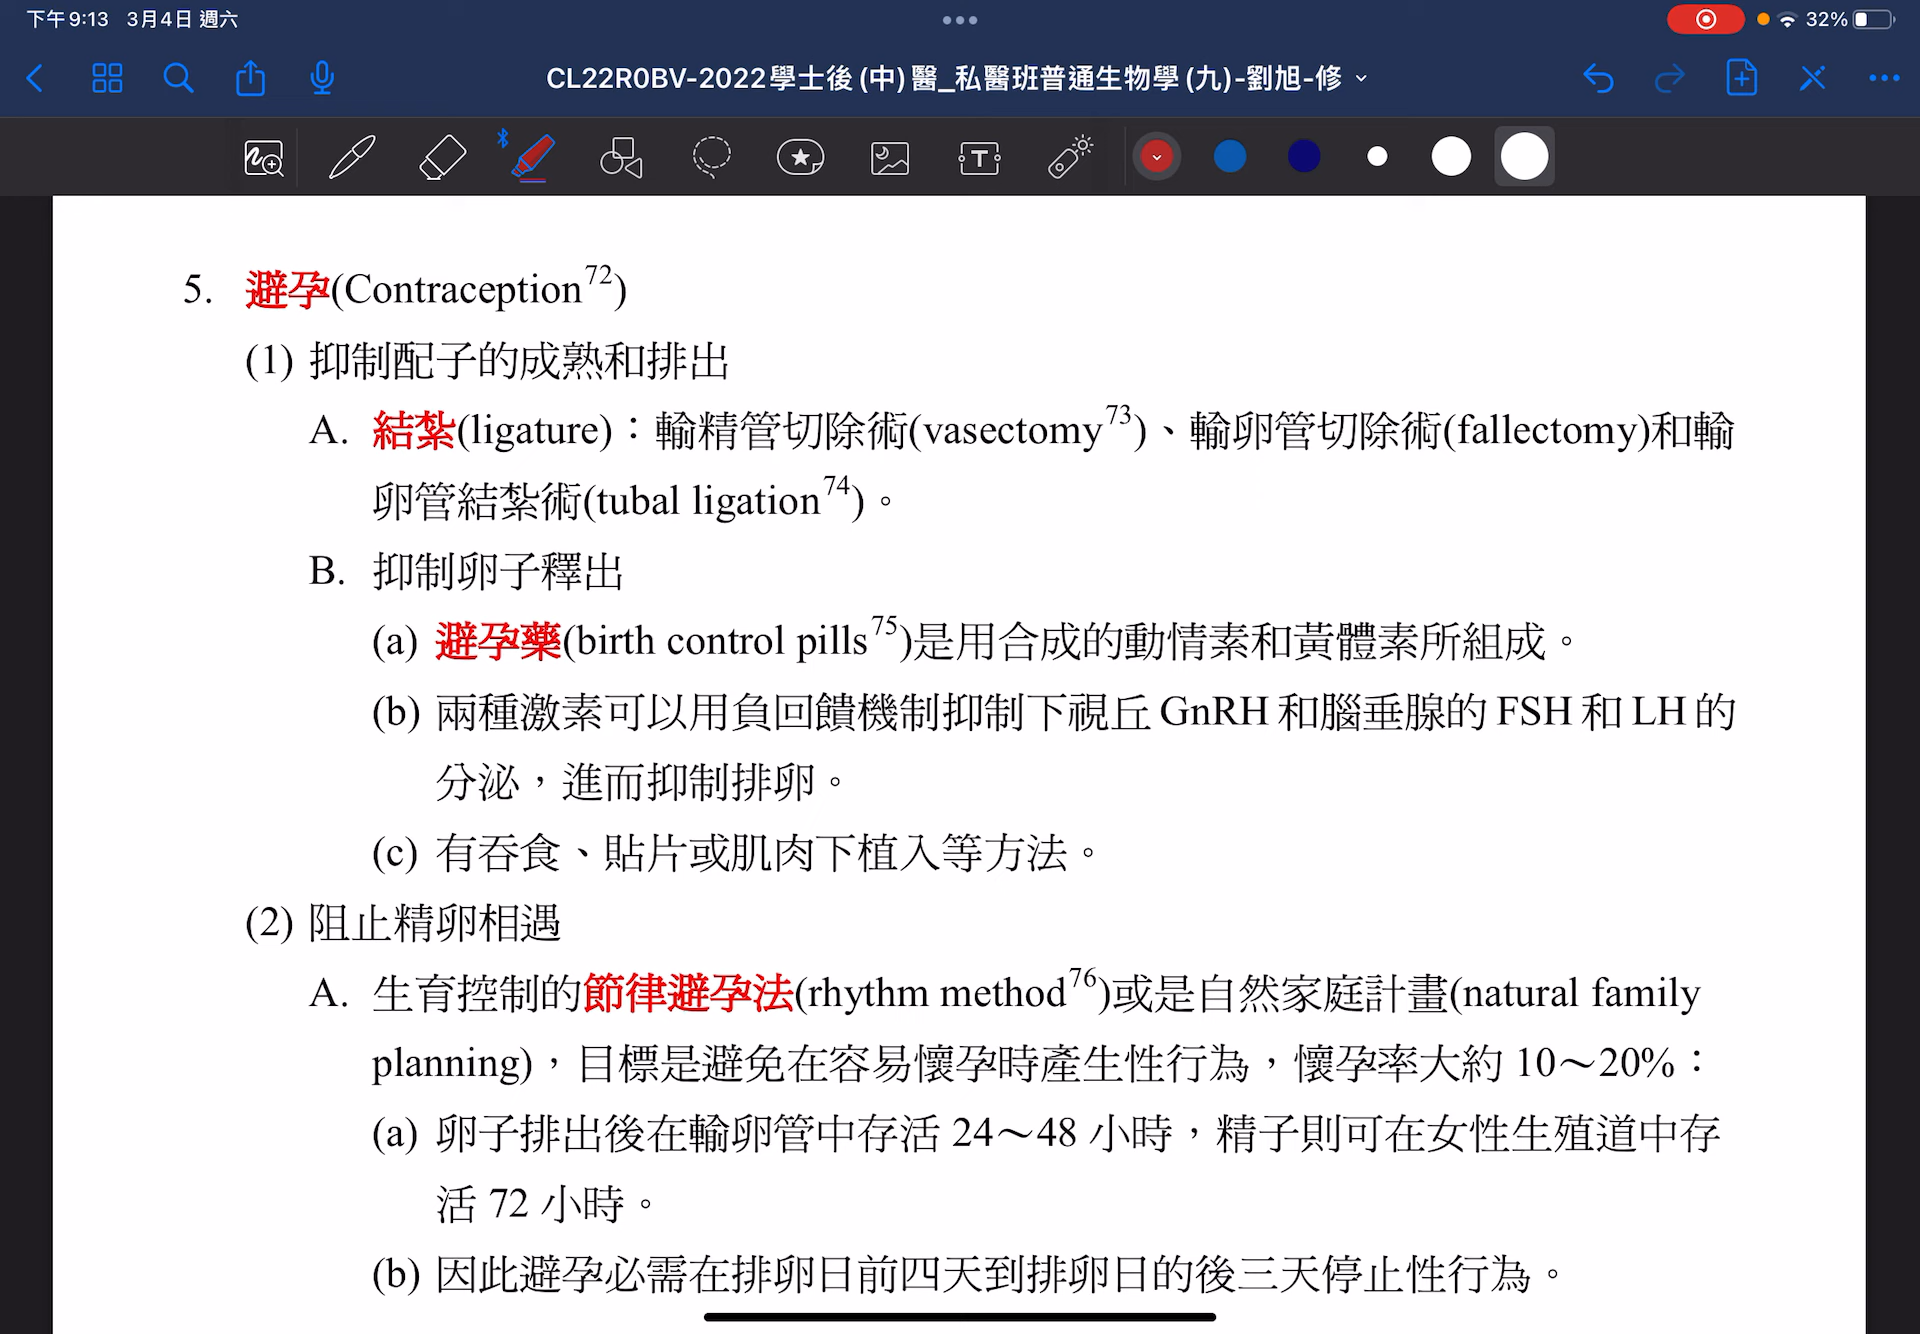 下午9:13 3月4日 週六
32%
CL22R0BV-2022學士後(中)醫_私醫班普通生物學(九)-劉旭-修
5. 避孕(Contraception72)
(1) 抑制配子的成熟和排出
A. 結紮(ligature)：輸精管切除術(vasectomy73)、輸卵管切除術(fallectomy)和輸
卵管結紮術(tubal ligation74)。
B. 抑制卵子釋出
(a) 避孕藥(birth control pills75)是用合成的動情素和黃體素所組成。
(b) 兩種激素可以用負回饋機制抑制下視丘 GnRH 和腦垂腺的 FSH 和 LH 的
分泌，進而抑制排卵。
(c) 有吞食、貼片或肌肉下植入等方法。
(2) 阻止精卵相遇
A. 生育控制的節律避孕法(rhythm method76)或是自然家庭計畫(natural family
planning)，目標是避免在容易懷孕時產生性行為，懷孕率大約 10～20%：
(a) 卵子排出後在輸卵管中存活 24～48 小時，精子則可在女性生殖道中存
活 72 小時。
(b) 因此避孕必需在排卵日前四天到排卵日的後三天停止性行為。